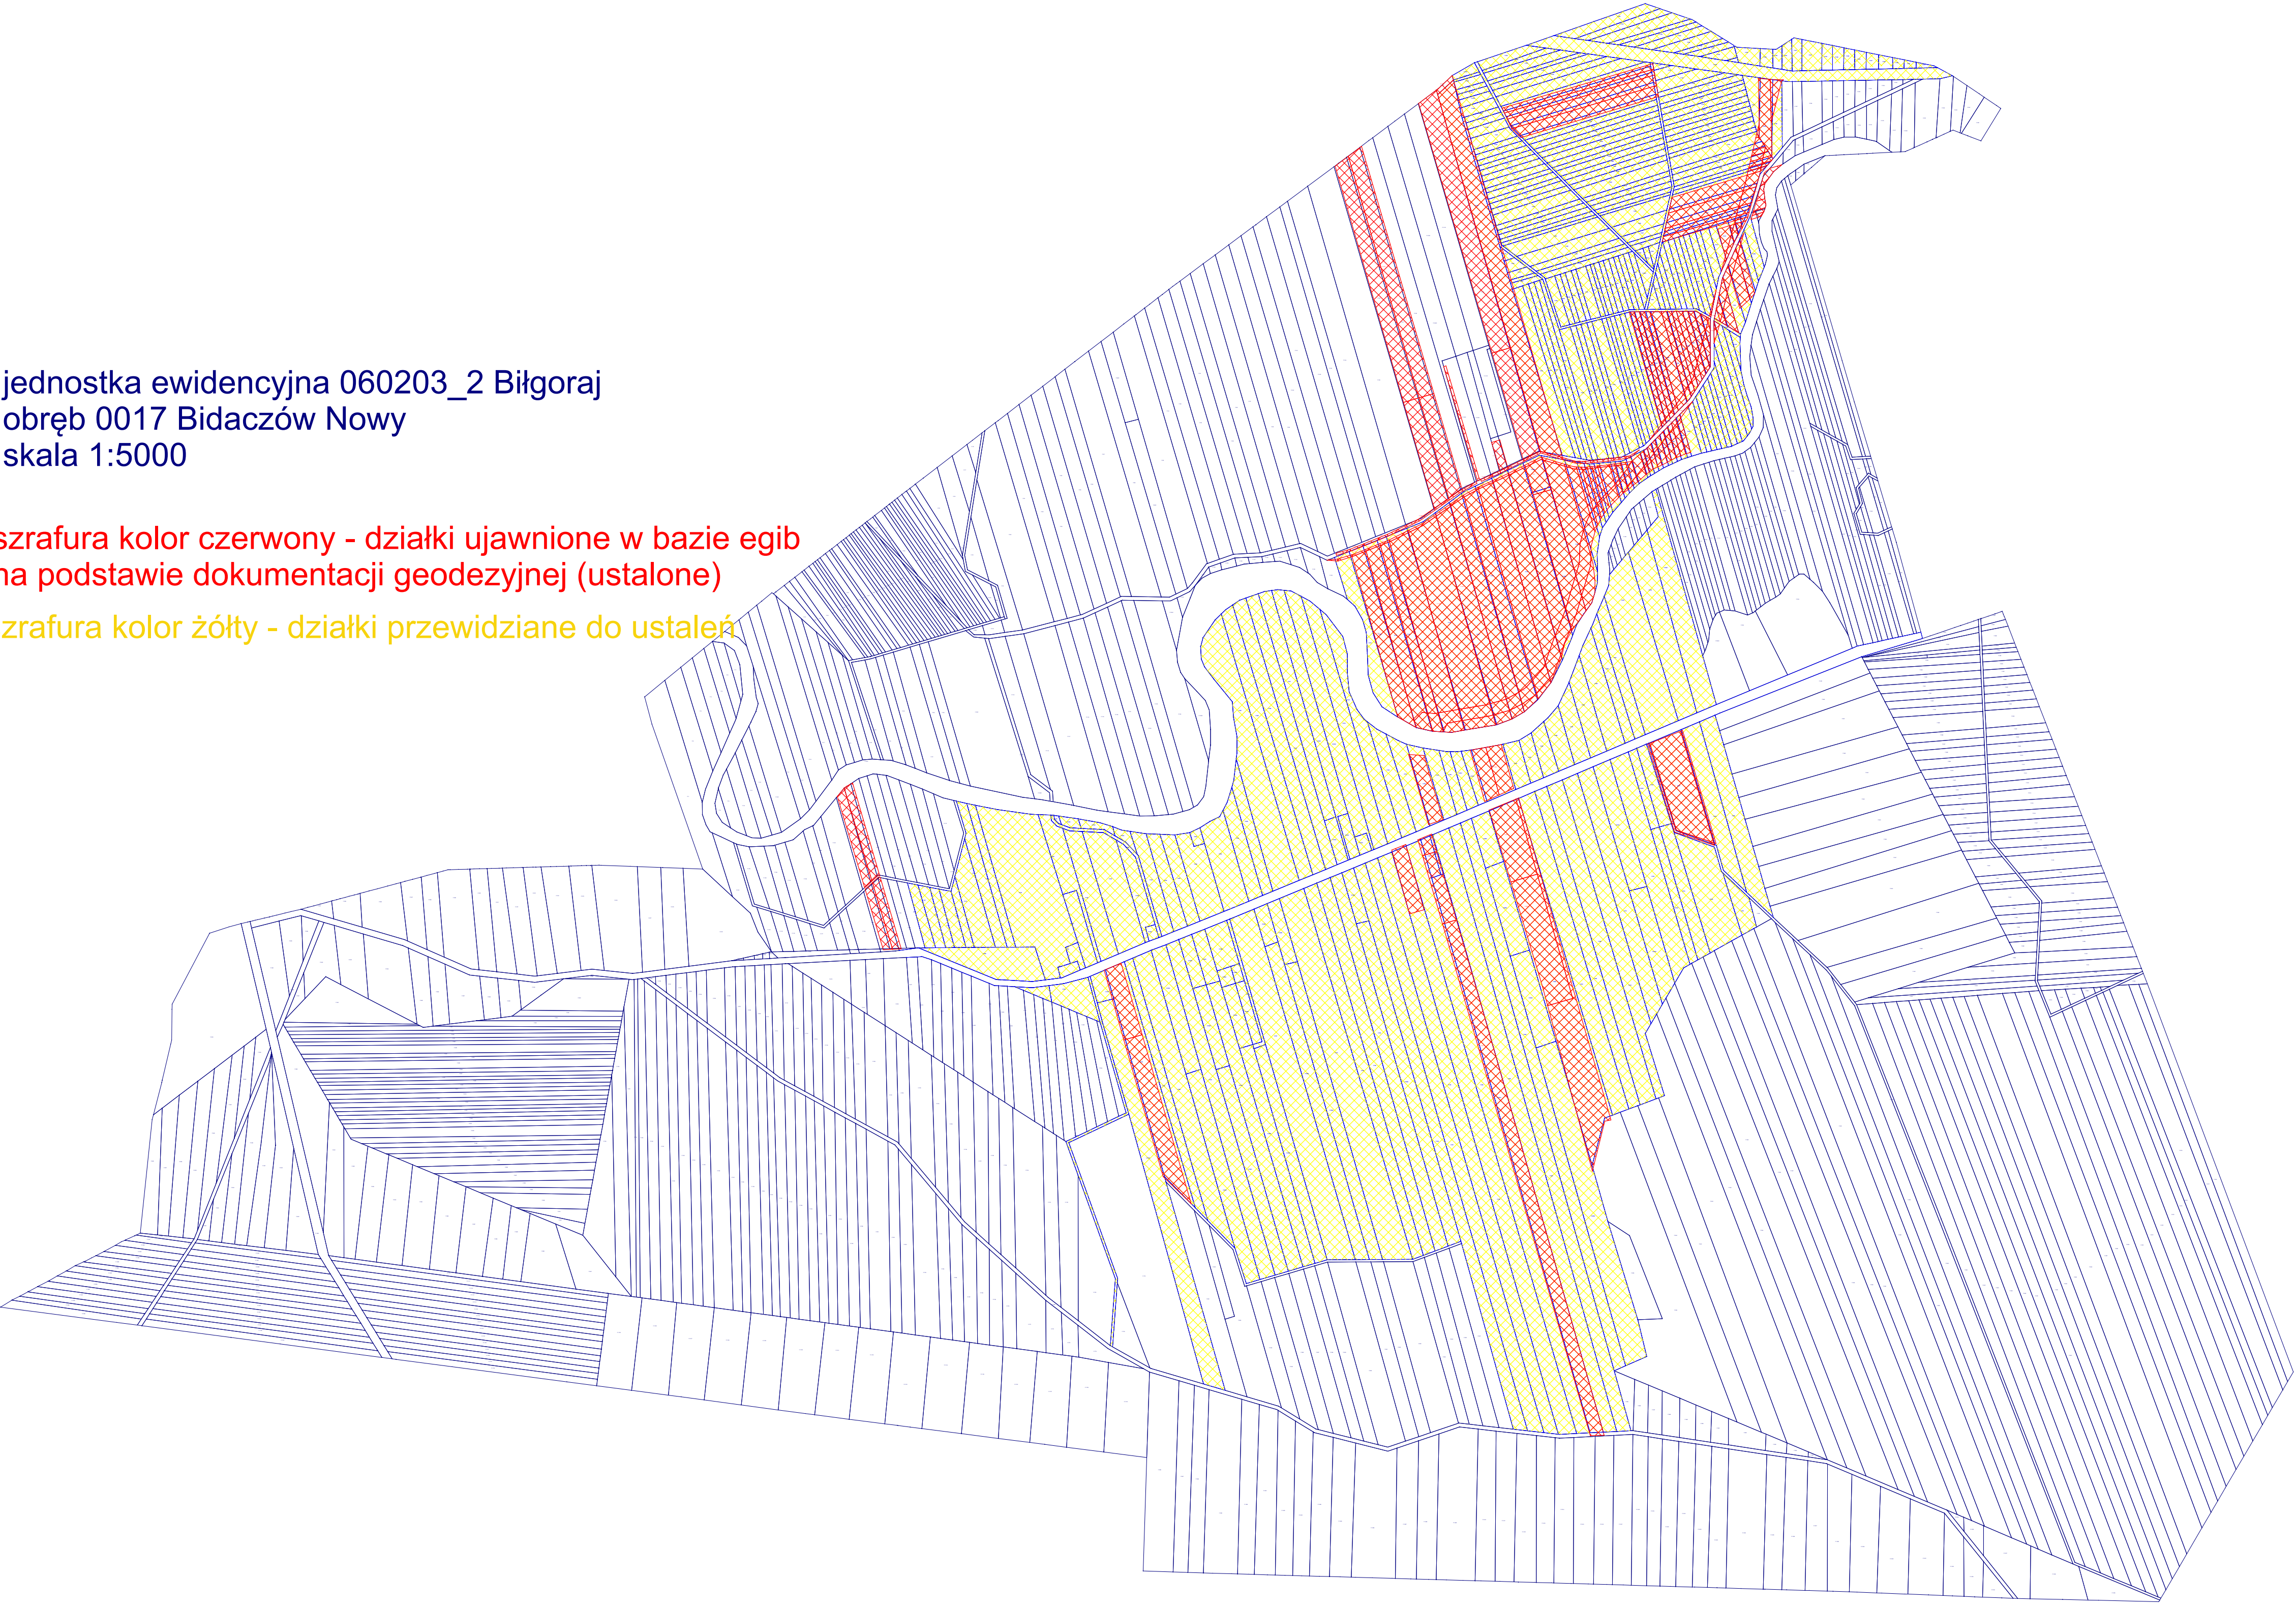 jednostka ewidencyjna 060203_2 Biłgoraj
obręb 0017 Bidaczów Nowy
skala 1:5000
szrafura kolor czerwony - działki ujawnione w bazie egib
na podstawie dokumentacji geodezyjnej (ustalone)
zrafura kolor żółty - działki przewidziane do ustaleń